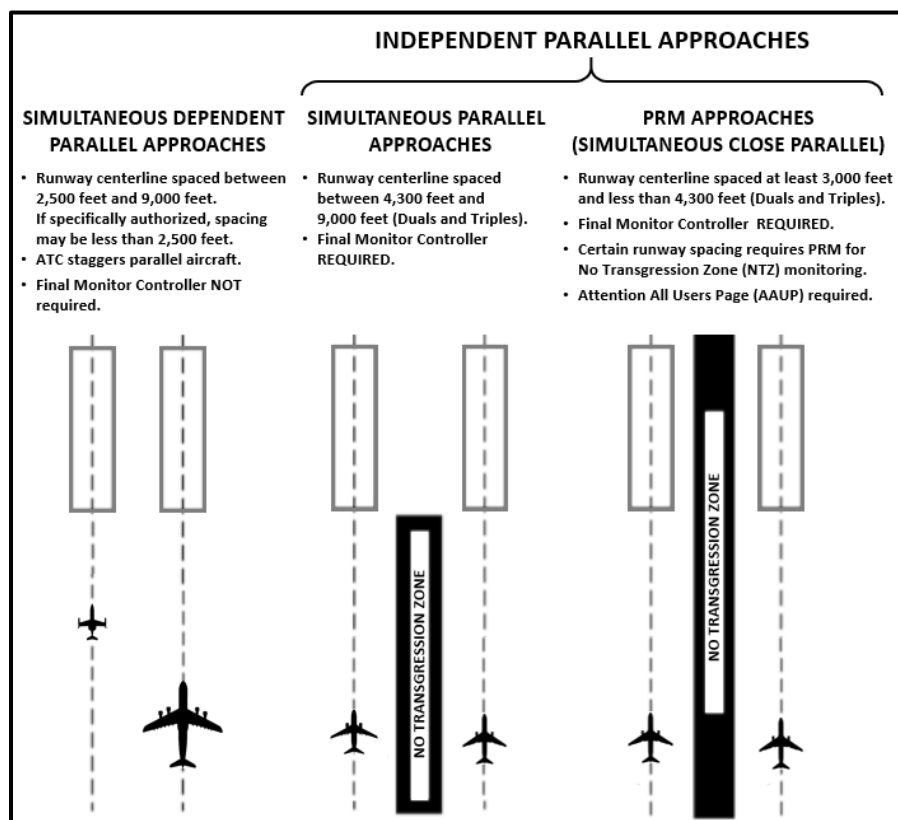 INDEPENDENT PARALLEL APPROACHES
SIMULTANEOUS DEPENDENT
PARALLEL APPROACHES
• Runway centerline spaced between
2,500 feet and 9,000 feet.
If specifically authorized, spacing
may be less than 2,500 feet.
• ATC staggers parallel aircraft.
• Final Monitor Controller NOT
required.
SIMULTANEOUS PARALLEL
APPROACHES
• Runway centerline spaced
between 4,300 feet and
9,000 feet (Duals and Triples).
• Final Monitor Controller
REQUIRED.
PRM APPROACHES
(SIMULTANEOUS CLOSE PARALLEL)
• Runway centerline spaced at least 3,000 feet
and less than 4,300 feet (Duals and Triples).
• Final Monitor Controller REQUIRED.
• Certain runway spacing requires PRM for
No Transgression Zone (NTZ) monitoring.
• Attention All Users Page (AAUP) required.
NO TRANSGRESSION ZONE
NO TRANSGRESSION ZONE